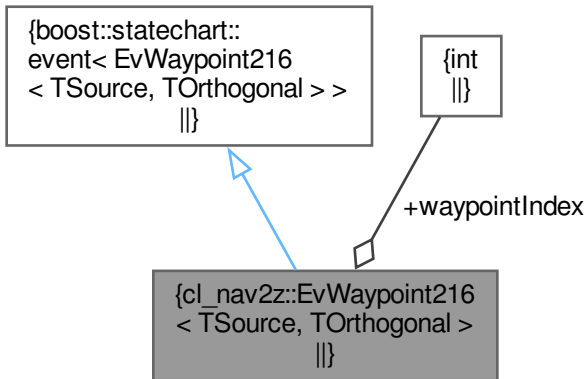 {boost::statechart::
event< EvWaypoint216
< TSource, TOrthogonal > >
||}
{int
||}
+waypointIndex
{cl_nav2z::EvWaypoint216
< TSource, TOrthogonal >
||}